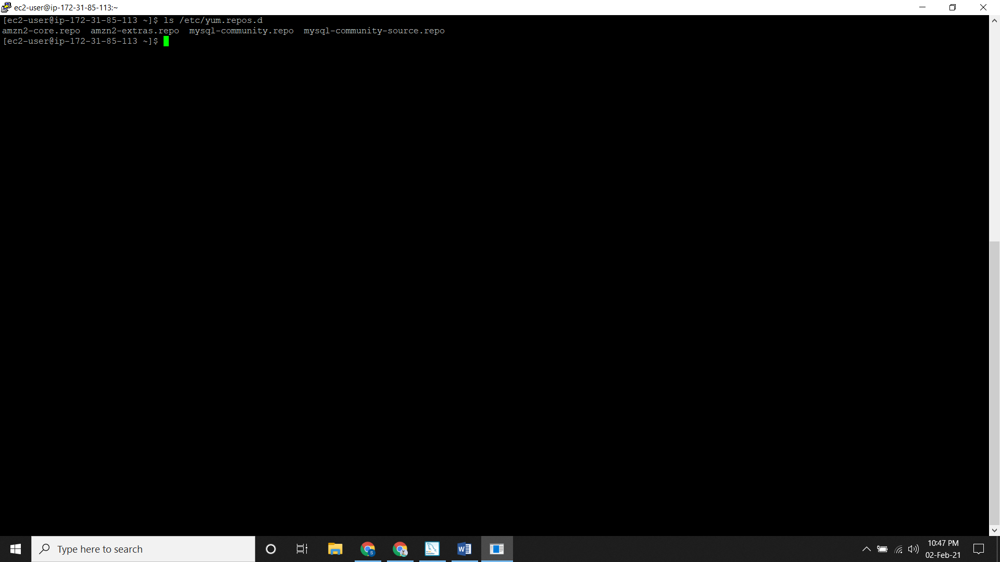 ec2-user@ip-172-31-85-113:~
[ec2-user@ip-172-31-85-113 ~]$ ls /etc/yum.repos.d
amzn2-core.repo  amzn2-extras.repo  mysql-community.repo  mysql-community-source.repo
[ec2-user@ip-172-31-85-113 ~]$
Type here to search
10:47 PM
02-Feb-21